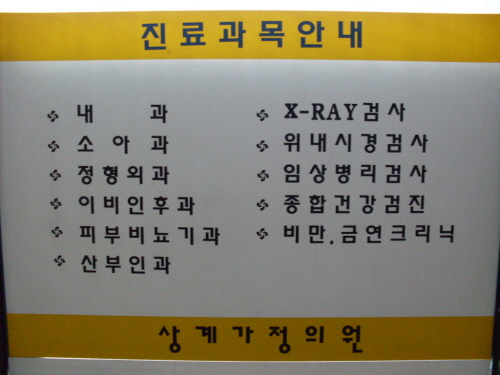 진료과목안내
내 과
소 아 과
정형외과
이비인후과
피부비뇨기과
산부인과
X-RAY검사
위내시경검사
임상병리검사
종합건강검진
비만.금연크리닉
상계가정의원